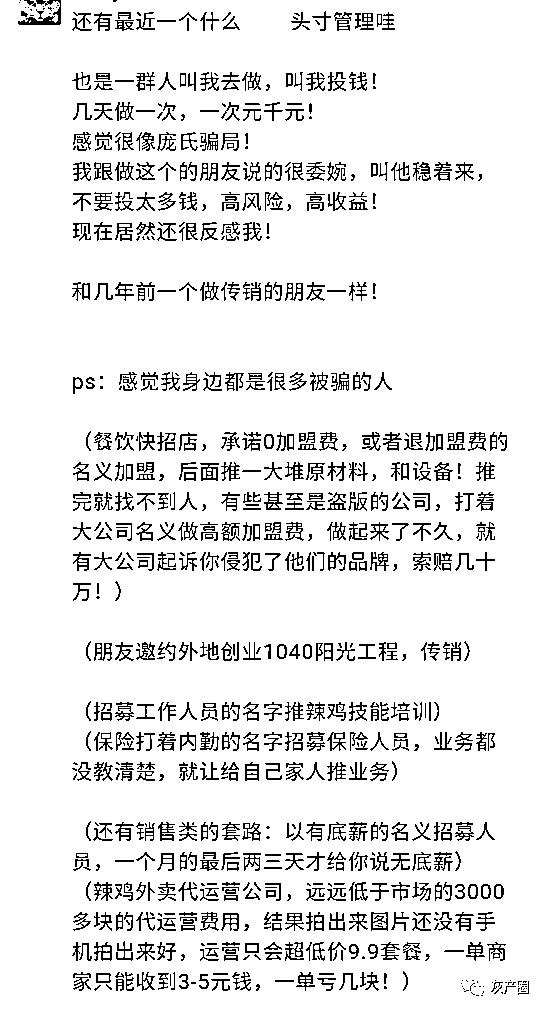 还有最近一个什么 头寸管理哇
也是一群人叫我去做，叫我投钱！
几天做一次，一次元千元！
感觉很像庞氏骗局！
我跟做这个的朋友说的很委婉，叫他稳着来，
不要投太多钱，高风险，高收益！
现在居然还很反感我！
和几年前一个做传销的朋友一样！
ps：感觉我身边都是很多被骗的人
（餐饮快招店，承诺0加盟费，或者退加盟费的
名义加盟，后面推一大堆原材料，和设备！推
完就找不到人，有些甚至是盗版的公司，打着
大公司名义做高额加盟费，做起来了不久，就
有大公司起诉你侵犯了他们的品牌，索赔几十
万！）
（朋友邀约外地创业1040阳光工程，传销）
（招募工作人员的名字推辣鸡技能培训）
（保险打着内勤的名字招募保险人员，业务都
没教清楚，就让给自己家人推业务）
（还有销售类的套路：以有底薪的名义招募人
员，一个月的最后两三天才给你说无底薪）
（辣鸡外卖代运营公司，远远低于市场的3000
多块的代运营费用，结果拍出来图片还没有手
机拍出来好，运营只会超低价9.9套餐，一单商
家只能收到3-5元钱，一单亏几块！）
灰产圈